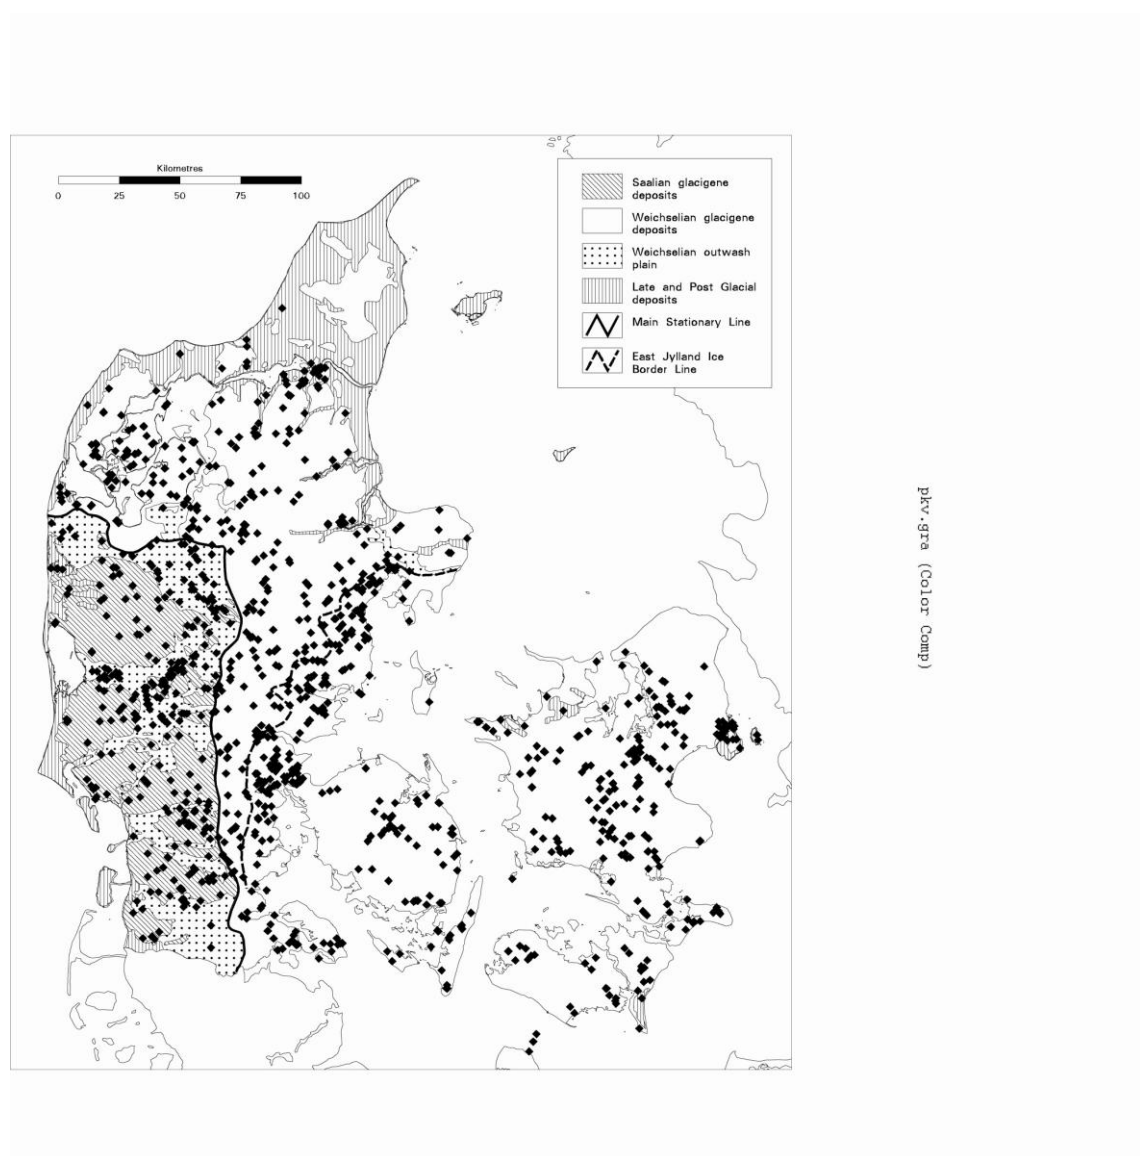 Kilometres
0 25 50 75 100
Saalian glacigene
deposits
Weichselian glacigene
deposits
Weichselian outwash
plain
Late and Post Glacial
deposits
Main Stationary Line
East Jylland Ice
Border Line
pkv.gra (Color Comp)